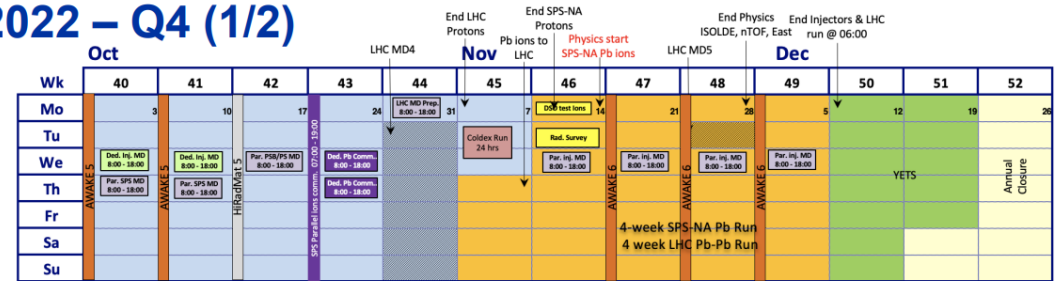 2022 – Q4 (1/2)
End LHC
Protons
End SPS-NA
Protons
End Physics
ISOLDE, nTOF, East
End Injectors & LHC
run @ 06:00
Oct
LHC MD4
Nov
Pb ions to
LHC
Physics start
SPS-NA Pb ions
LHC MD5
Dec
Wk 40 41 42 43 44 45 46 47 48 49 50 51 52
Mo 3 10 17 24 31 7 14 21 28 5 12 19 26
LHC MD Prep.
8:00 - 18:00
DSO test Ions
Tu
Coldex Run
24 hrs
Rad. Survey
We
Ded. Inj. MD
8:00 - 18:00
Ded. Inj. MD
8:00 - 18:00
Par. PSB/PS MD
8:00 - 18:00
Ded. Pb Comm.
8:00 - 18:00
Par. inj. MD
8:00 - 18:00
Par. inj. MD
8:00 - 18:00
Par. inj. MD
8:00 - 18:00
Par. inj. MD
8:00 - 18:00
Th
Par. SPS MD
8:00 - 18:00
Par. SPS MD
8:00 - 18:00
Ded. Pb Comm.
8:00 - 18:00
YETS
Annual
Closure
Fr
Sa
Su
AWAKE 5
AWAKE 5
HiRadMat 5
SPS Parallel ions comm. 07:00 - 19:00
AWAKE 6
AWAKE 6
AWAKE 6
4-week SPS-NA Pb Run
4 week LHC Pb-Pb Run